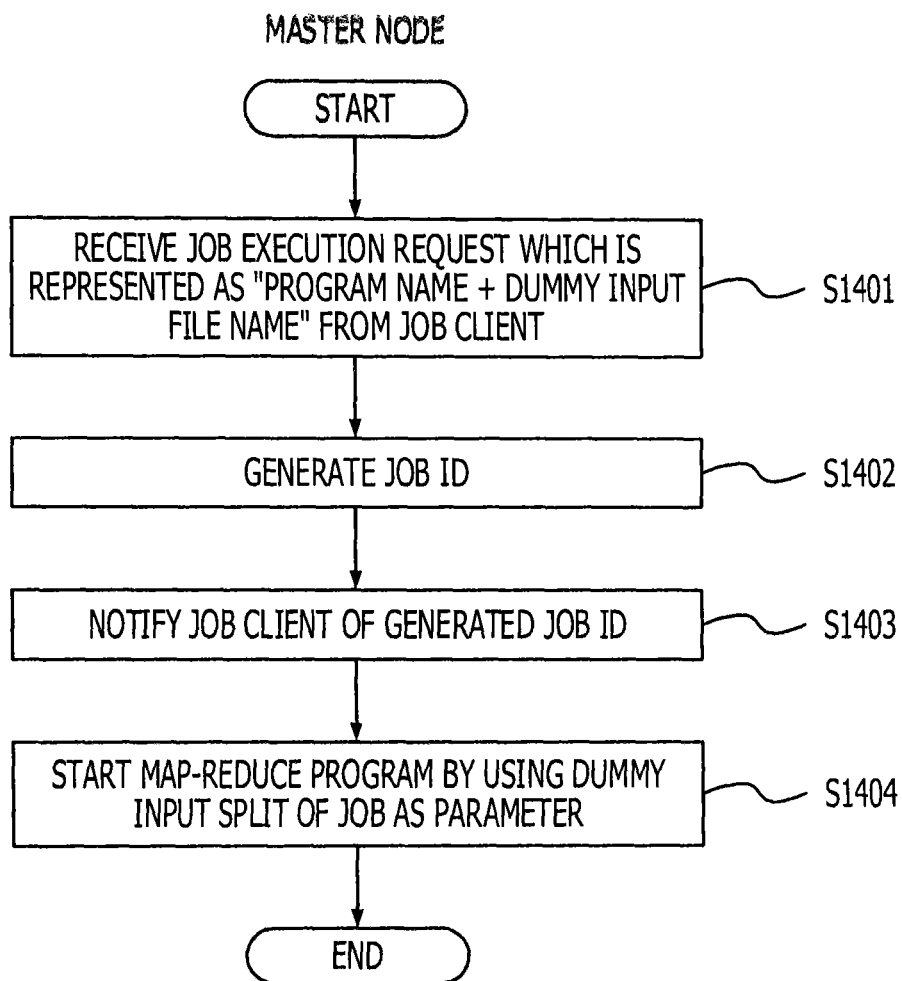 MASTER NODE
START
RECEIVE JOB EXECUTION REQUEST WHICH IS
REPRESENTED AS "PROGRAM NAME + DUMMY INPUT
FILE NAME" FROM JOB CLIENT
S1401
GENERATE JOB ID
S1402
NOTIFY JOB CLIENT OF GENERATED JOB ID
S1403
START MAP-REDUCE PROGRAM BY USING DUMMY
INPUT SPLIT OF JOB AS PARAMETER
S1404
END